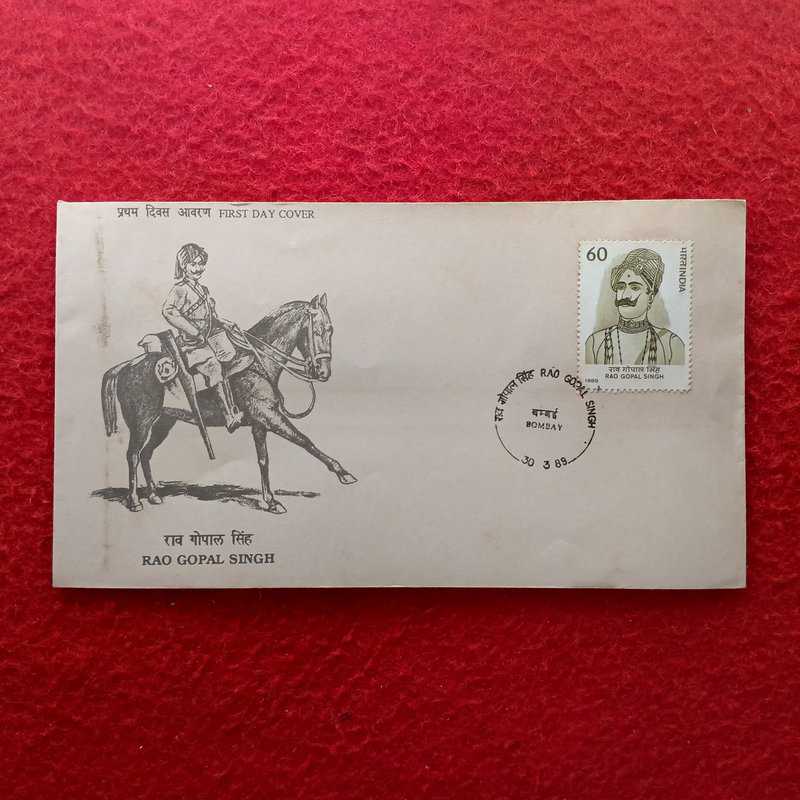 प्रथम दिवस आवरण FIRST DAY COVER
60
भारत INDIA
राव गोपाल सिंह
1989 RAO GOPAL SINGH
राव गोपाल सिंह RAO GOPAL SINGH
बम्बई
BOMBAY
30 3 89
राव गोपाल सिंह
RAO GOPAL SINGH